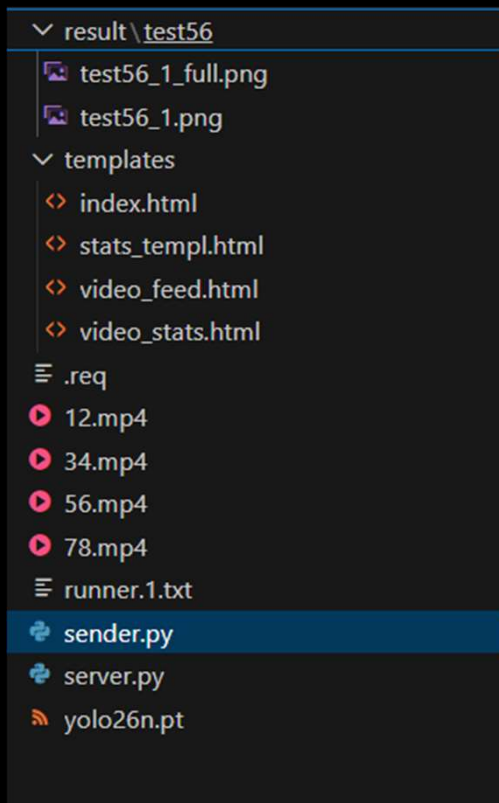 result\test56
test56_1_full.png
test56_1.png
templates
index.html
stats_templ.html
video_feed.html
video_stats.html
.req
12.mp4
34.mp4
56.mp4
78.mp4
runner.1.txt
sender.py
server.py
yolo26n.pt